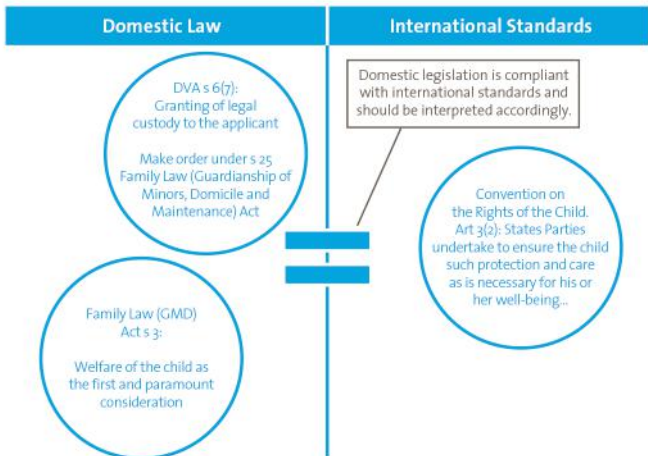 Domestic Law
International Standards
DVA s 6(7):
Granting of legal
custody to the applicant
Make order under s 25
Family Law (Guardianship of
Minors, Domicile and
Maintenance) Act
Domestic legislation is compliant
with international standards and
should be interpreted accordingly.
Convention on
the Rights of the Child.
Art 3(2): States Parties
undertake to ensure the child
such protection and care
as is necessary for his or
her well-being...
Family Law (GMD)
Act s 3:
Welfare of the child as
the first and paramount
consideration